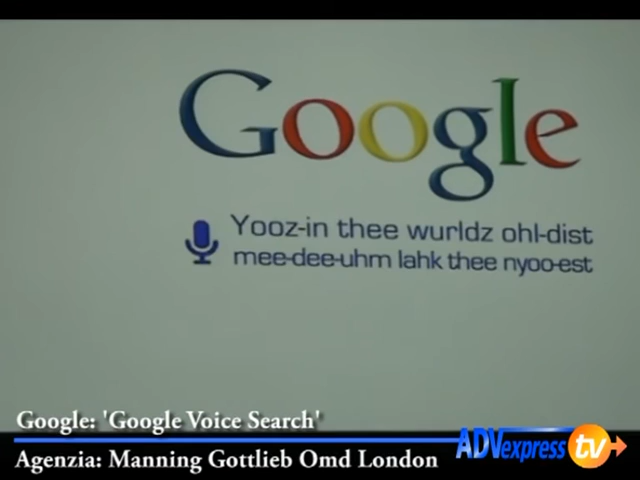 Google
Yooz-in thee wurldz ohl-dist
mee-dee-uhm lahk thee nyoo-est
Google: 'Google Voice Search'
Agenzia: Manning Gottlieb Omd London
ADVexpress tv